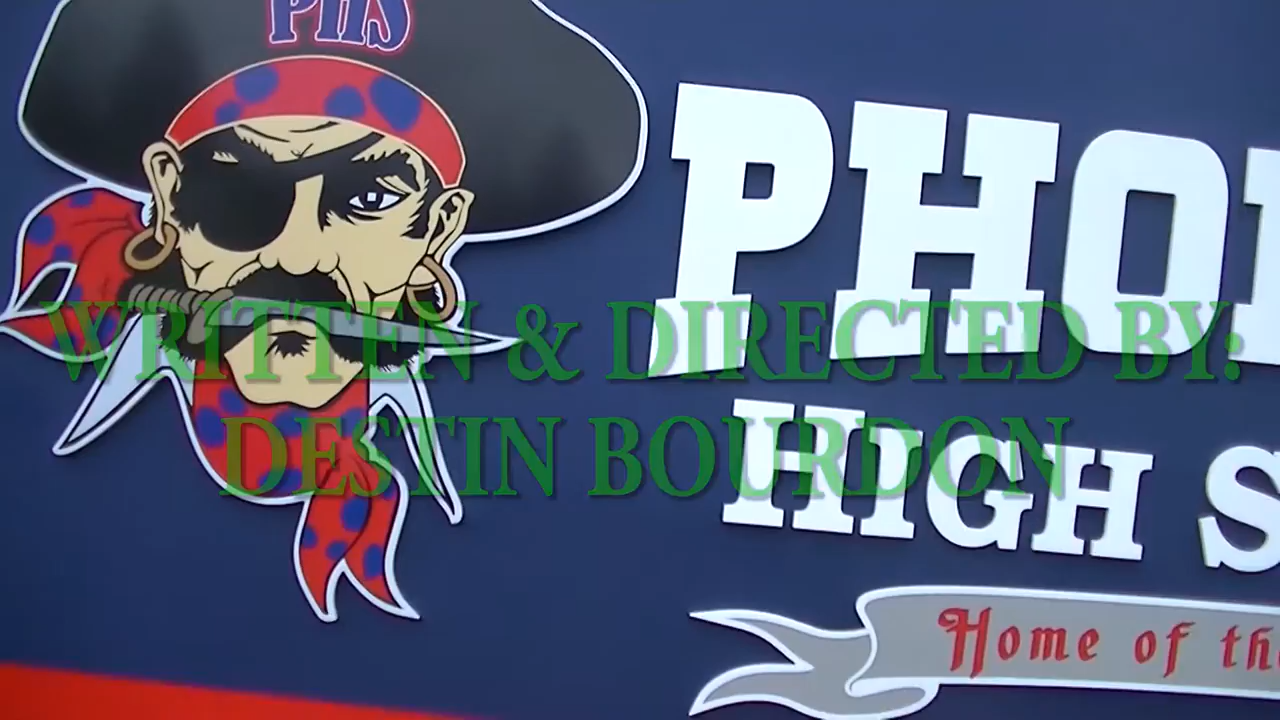 PHS
PHO
HIGH S
Home of th
WRITTEN & DIRECTED BY:
DESTIN BOURDON